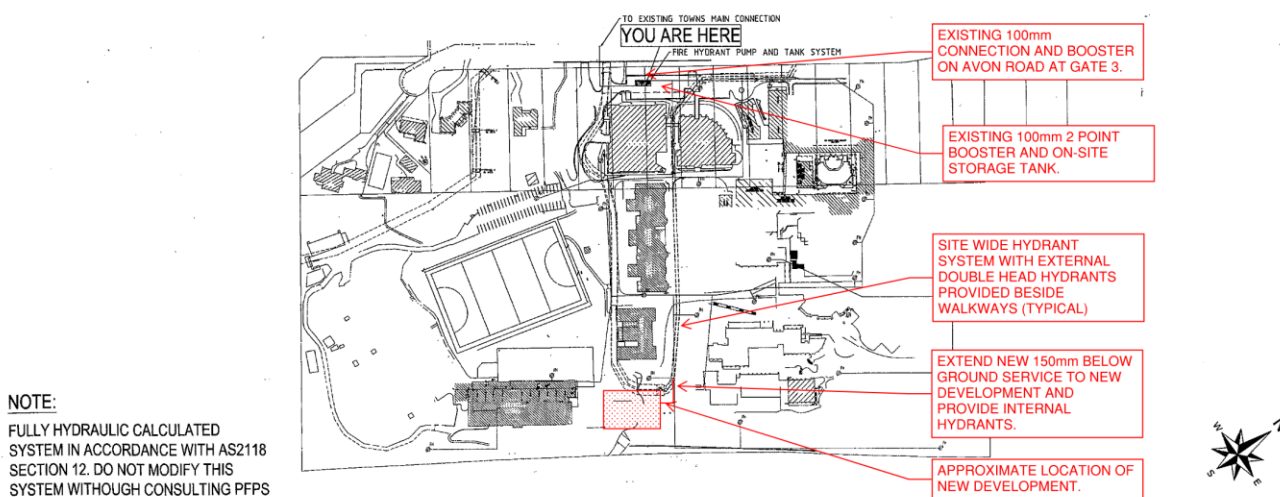 TO EXISTING TOWNS MAIN CONNECTION
YOU ARE HERE
FIRE HYDRANT PUMP AND TANK SYSTEM
EXISTING 100mm
CONNECTION AND BOOSTER
ON AVON ROAD AT GATE 3.
EXISTING 100mm 2 POINT
BOOSTER AND ON-SITE
STORAGE TANK.
SITE WIDE HYDRANT
SYSTEM WITH EXTERNAL
DOUBLE HEAD HYDRANTS
PROVIDED BESIDE
WALKWAYS (TYPICAL)
EXTEND NEW 150mm BELOW
GROUND SERVICE TO NEW
DEVELOPMENT AND
PROVIDE INTERNAL
HYDRANTS.
APPROXIMATE LOCATION OF
NEW DEVELOPMENT.
NOTE:
FULLY HYDRAULIC CALCULATED
SYSTEM IN ACCORDANCE WITH AS2118
SECTION 12. DO NOT MODIFY THIS
SYSTEM WITHOUGH CONSULTING PFPS
W
N
S
E